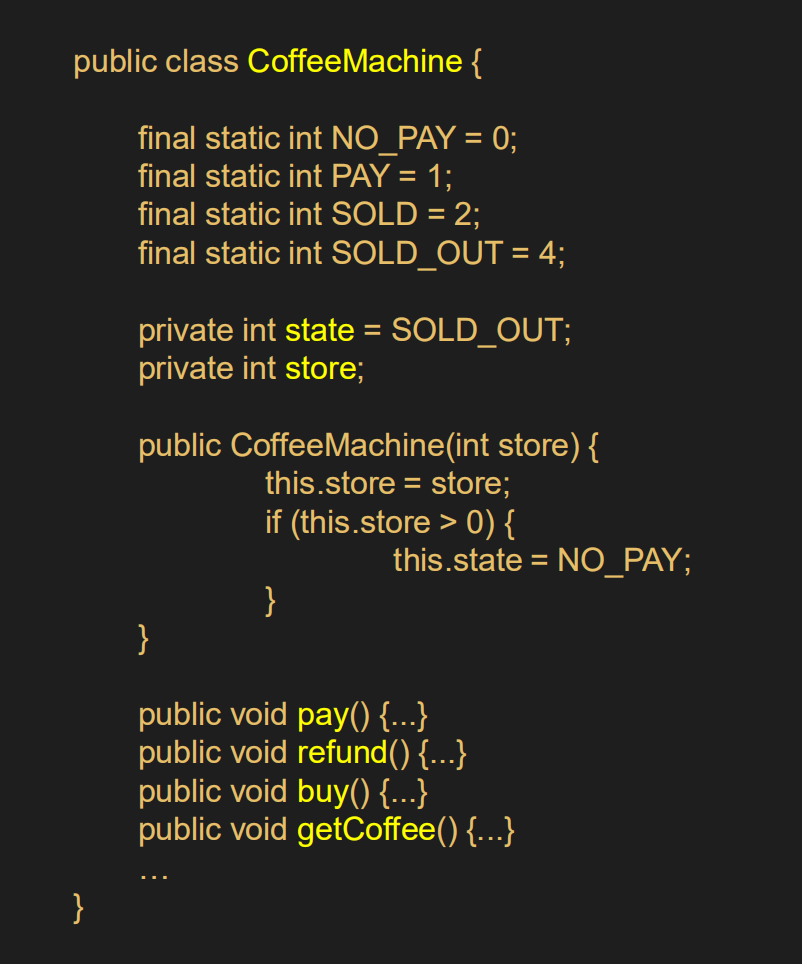 public class CoffeeMachine {
final static int NO_PAY = 0;
final static int PAY = 1;
final static int SOLD = 2;
final static int SOLD_OUT = 4;
private int state = SOLD_OUT;
private int store;
public CoffeeMachine(int store) {
this.store = store;
if (this.store > 0) {
this.state = NO_PAY;
}
}
public void pay() {...}
public void refund() {...}
public void buy() {...}
public void getCoffee() {...}
…
}